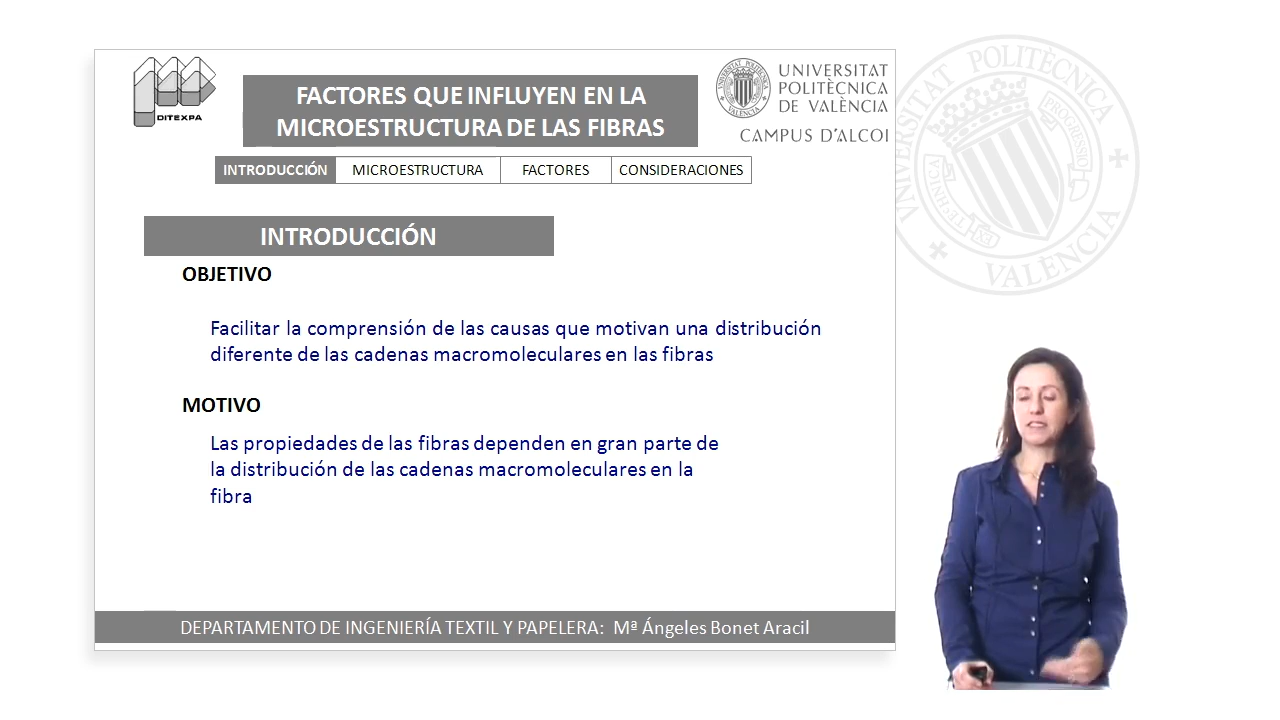 DITEXPA
FACTORES QUE INFLUYEN EN LA
MICROESTRUCTURA DE LAS FIBRAS
UNIVERSITAT
POLITÈCNICA
DE VALÈNCIA
CAMPUS D'ALCOI
UNIVERSITAT POLITÈCNICA
VALÈNCIA
INTRODUCCIÓN MICROESTRUCTURA FACTORES CONSIDERACIONES
INTRODUCCIÓN
OBJETIVO
Facilitar la comprensión de las causas que motivan una distribución
diferente de las cadenas macromoleculares en las fibras
MOTIVO
Las propiedades de las fibras dependen en gran parte de
la distribución de las cadenas macromoleculares en la
fibra
DEPARTAMENTO DE INGENIERÍA TEXTIL Y PAPELERA: Mª Ángeles Bonet Aracil